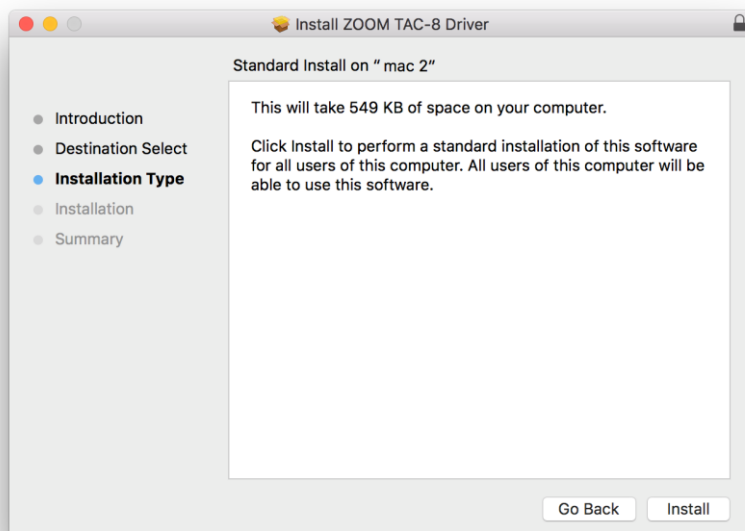 Install ZOOM TAC-8 Driver
Standard Install on “ mac 2”
Introduction
Destination Select
Installation Type
Installation
Summary
This will take 549 KB of space on your computer.
Click Install to perform a standard installation of this software
for all users of this computer. All users of this computer will be
able to use this software.
Go Back
Install